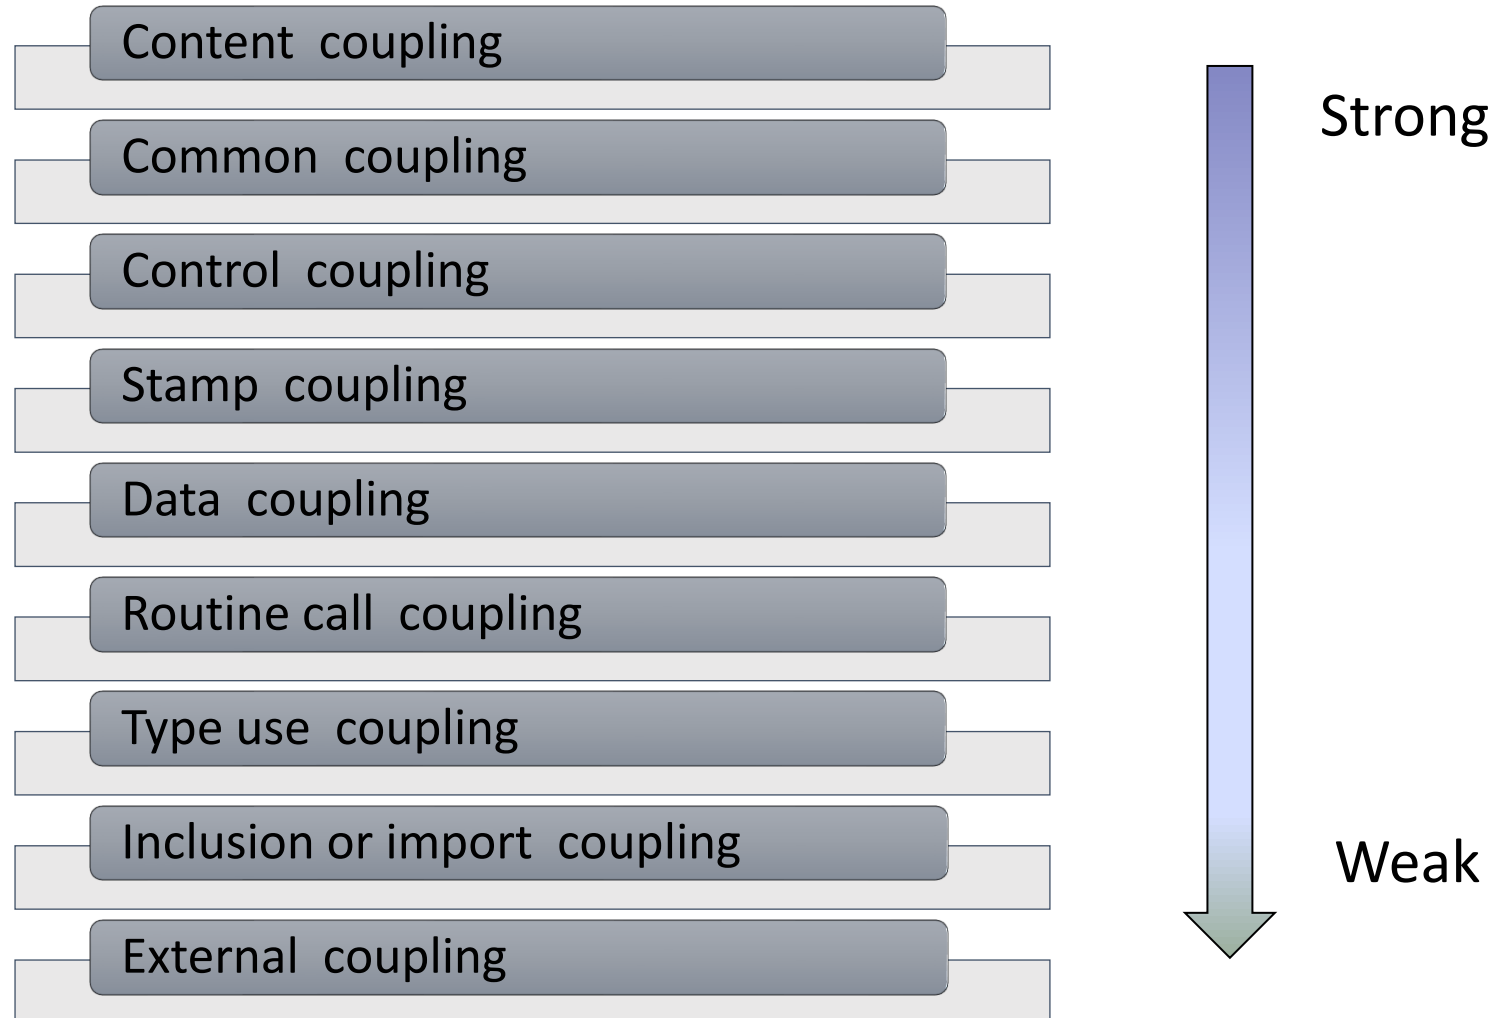 Content coupling
Common coupling
Control coupling
Stamp coupling
Data coupling
Routine call coupling
Type use coupling
Inclusion or import coupling
External coupling
Strong
Weak